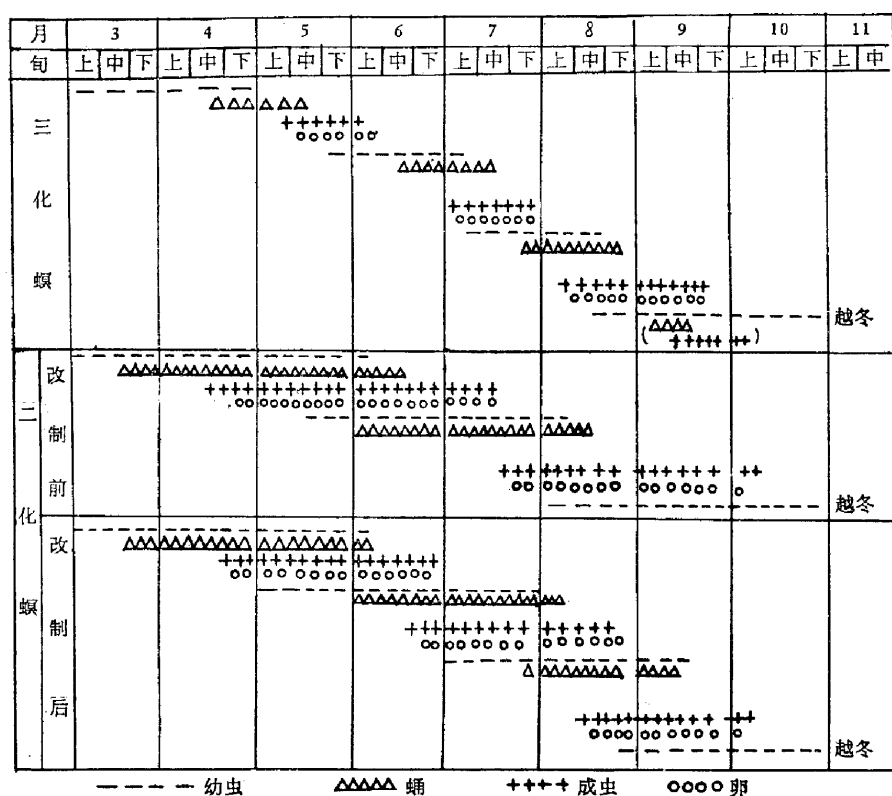 月 3 4 5 6 7 8 9 10 11
旬 上 中 下 上 中 下 上 中 下 上 中 下 上 中 下 上 中 下 上 中 下 上 中 下 上 中
三化螟
越冬
( )
二化螟
改制前
越冬
改制后
越冬
幼虫 蛹 成虫 卵